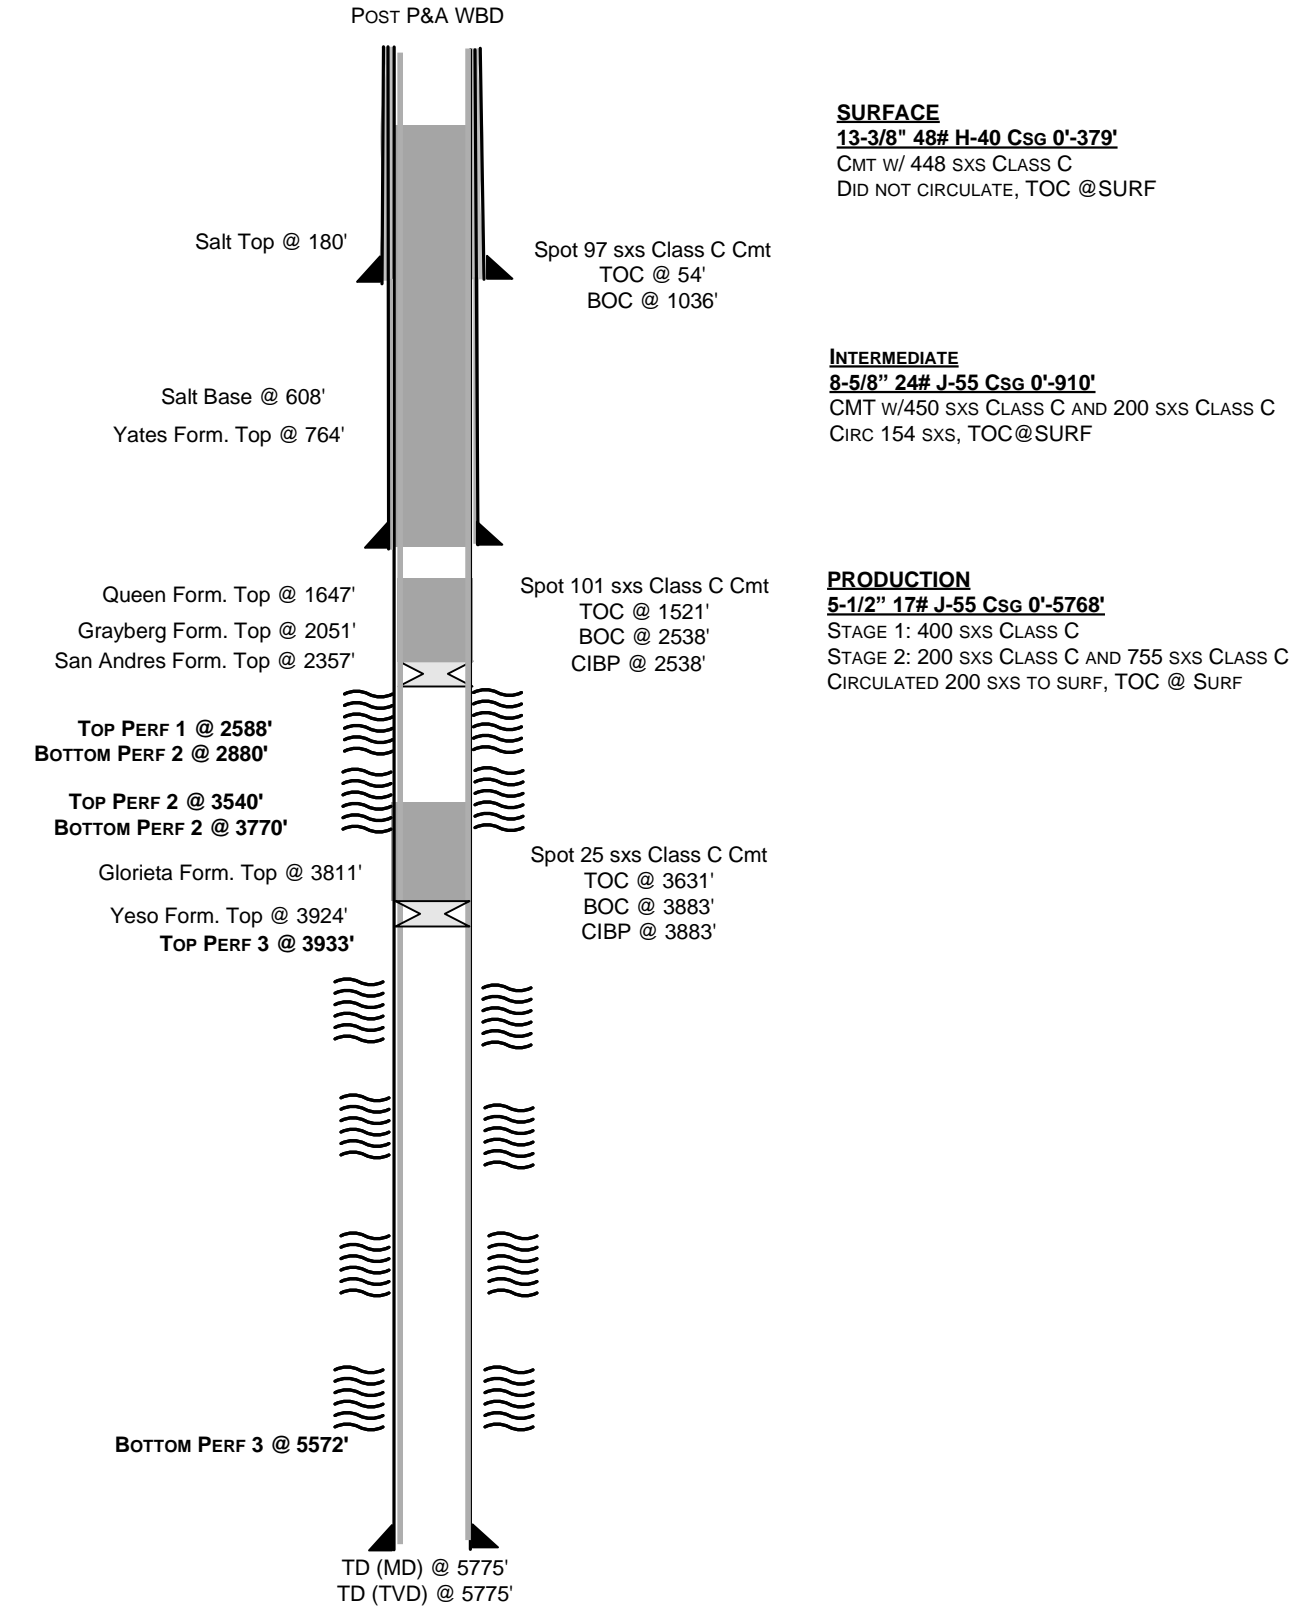 POST P&A WBD
SURFACE
13-3/8" 48# H-40 CSG 0'-379'
CMT W/ 448 SXS CLASS C
DID NOT CIRCULATE, TOC @SURF
Salt Top @ 180'
Spot 97 sxs Class C Cmt
TOC @ 54'
BOC @ 1036'
INTERMEDIATE
8-5/8” 24# J-55 CSG 0'-910'
CMT W/450 SXS CLASS C AND 200 SXS CLASS C
CIRC 154 SXS, TOC@SURF
Salt Base @ 608'
Yates Form. Top @ 764'
Queen Form. Top @ 1647'
Grayberg Form. Top @ 2051'
San Andres Form. Top @ 2357'
Spot 101 sxs Class C Cmt
TOC @ 1521'
BOC @ 2538'
CIBP @ 2538'
PRODUCTION
5-1/2” 17# J-55 CSG 0'-5768'
STAGE 1: 400 SXS CLASS C
STAGE 2: 200 SXS CLASS C AND 755 SXS CLASS C
CIRCULATED 200 SXS TO SURF, TOC @ SURF
TOP PERF 1 @ 2588'
BOTTOM PERF 2 @ 2880'
TOP PERF 2 @ 3540'
BOTTOM PERF 2 @ 3770'
Glorieta Form. Top @ 3811'
Yeso Form. Top @ 3924'
TOP PERF 3 @ 3933'
Spot 25 sxs Class C Cmt
TOC @ 3631'
BOC @ 3883'
CIBP @ 3883'
BOTTOM PERF 3 @ 5572'
TD (MD) @ 5775'
TD (TVD) @ 5775'